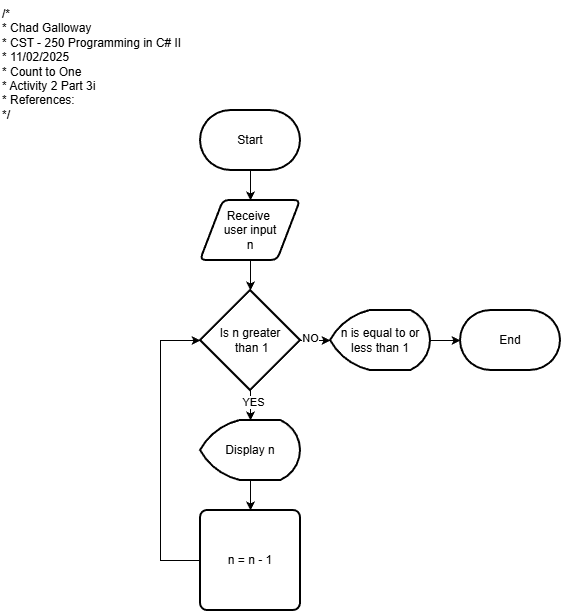 /*
* Chad Galloway
* CST - 250 Programming in C# II
* 11/02/2025
* Count to One
* Activity 2 Part 3i
* References:
*/
Start
Receive
user input
n
Is n greater
than 1
NO
n is equal to or
less than 1
End
YES
Display n
n = n - 1